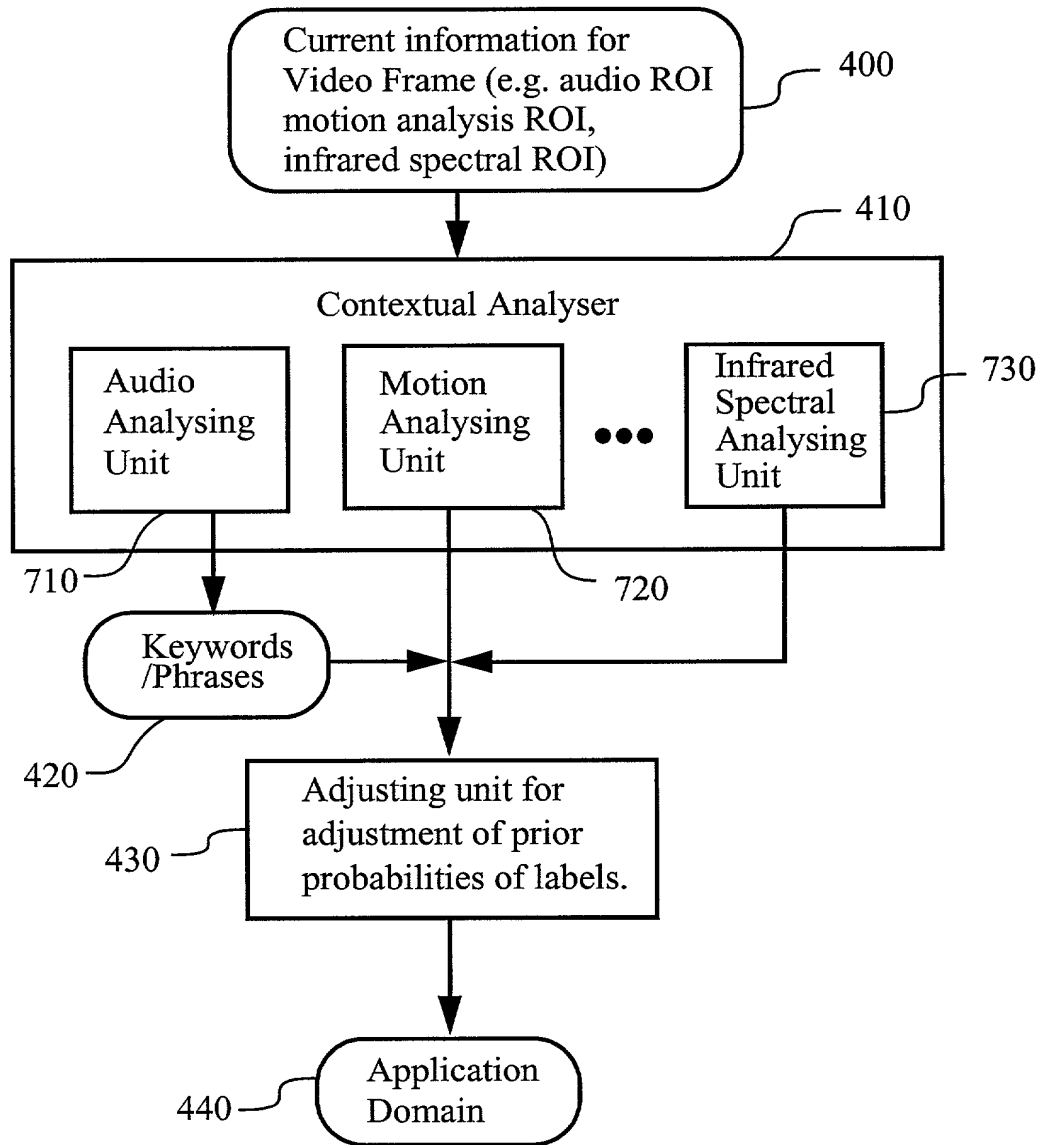 Current information for
Video Frame (e.g. audio ROI
motion analysis ROI,
infrared spectral ROI)
400
410
Contextual Analyser
Audio
Analysing
Unit
Motion
Analysing
Unit
Infrared
Spectral
Analysing
Unit
730
710
720
Keywords
/Phrases
420
Adjusting unit for
adjustment of prior
probabilities of labels.
430
Application
Domain
440